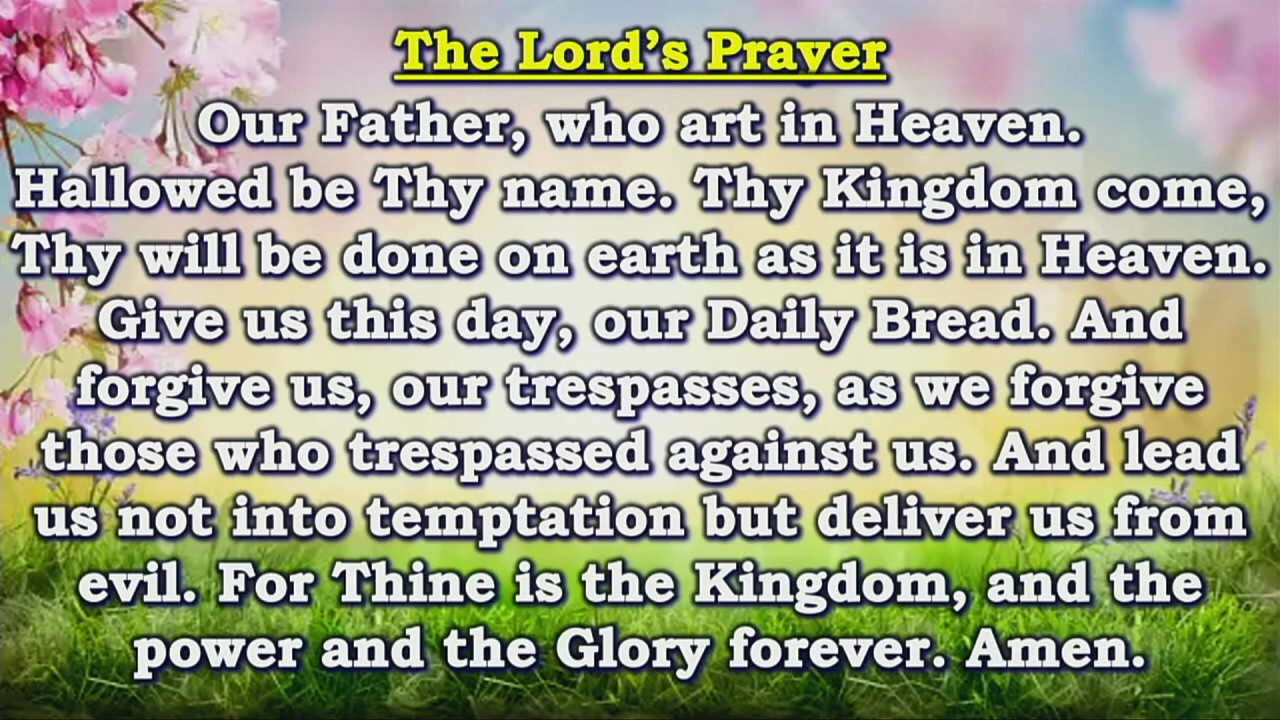 The Lord's Prayer
Our Father, who art in Heaven.
Hallowed be Thy name. Thy Kingdom come,
Thy will be done on earth as it is in Heaven.
Give us this day, our Daily Bread. And
forgive us, our trespasses, as we forgive
those who trespassed against us. And lead
us not into temptation but deliver us from
evil. For Thine is the Kingdom, and the
power and the Glory forever. Amen.